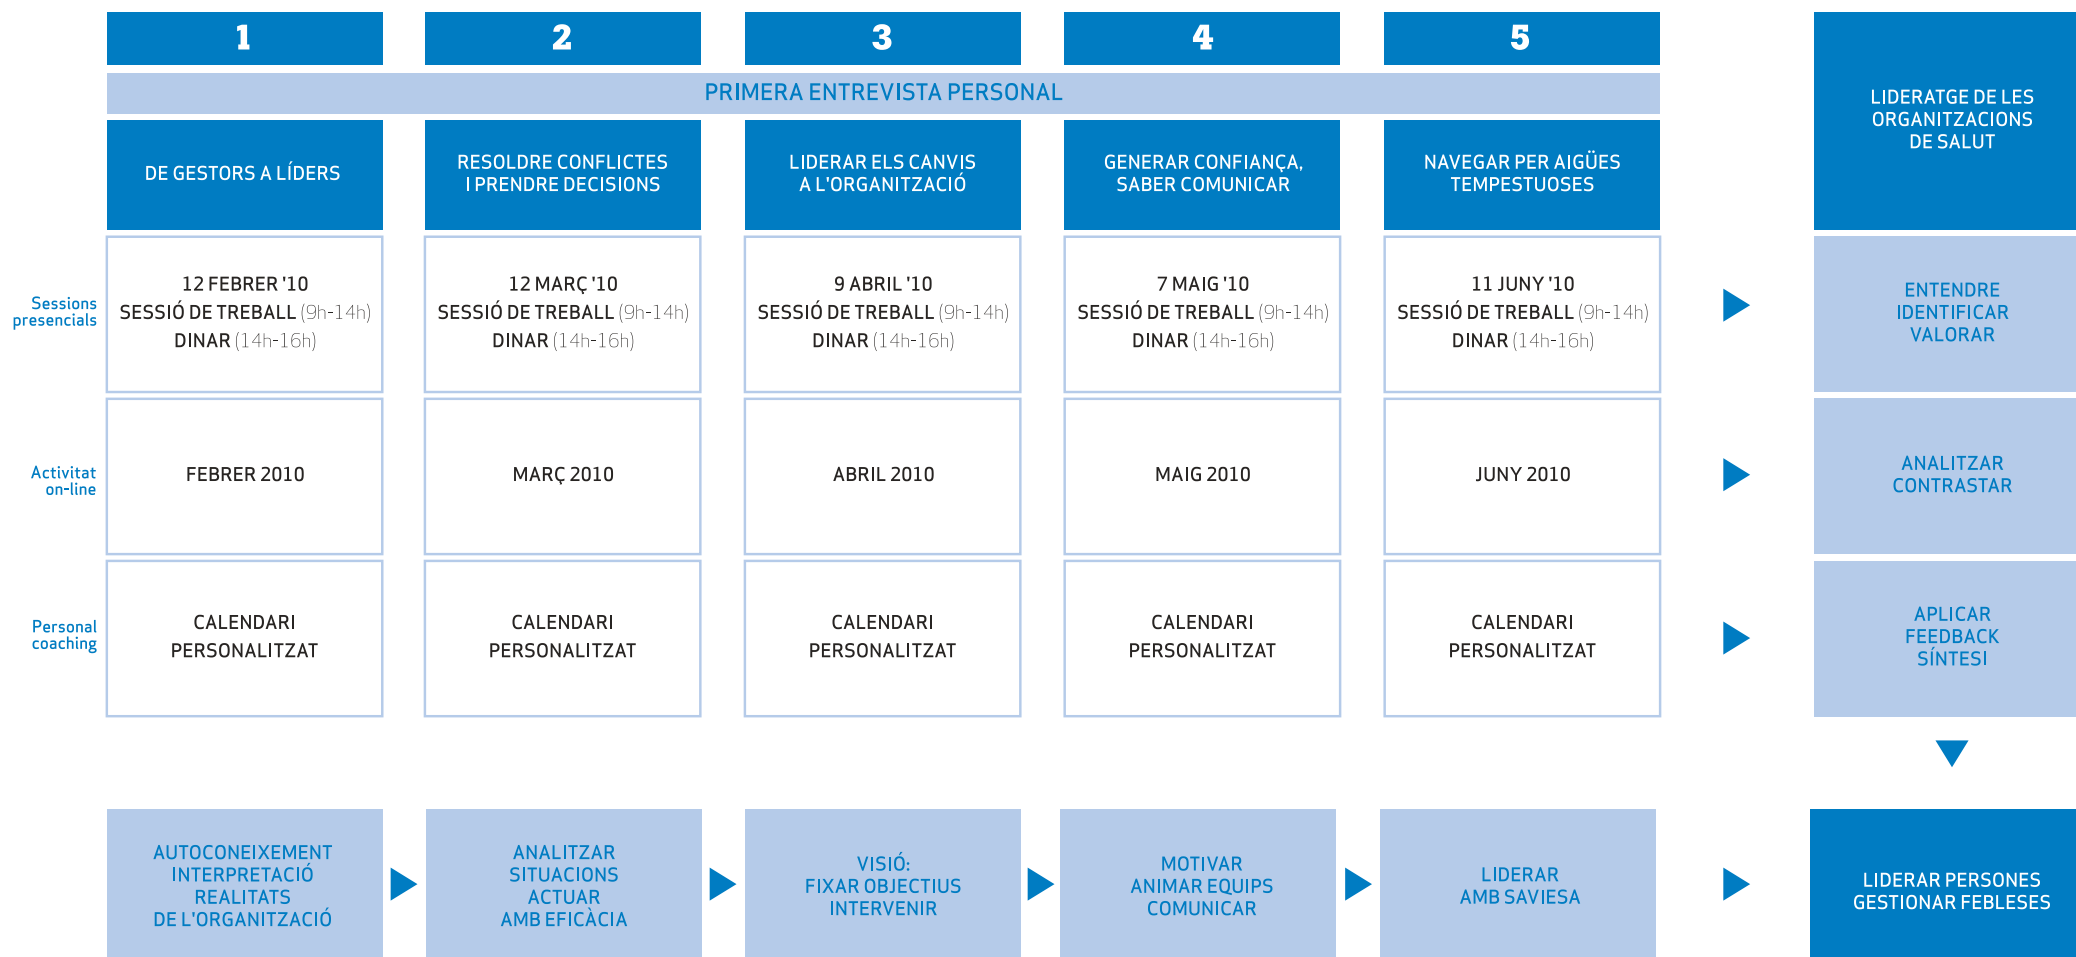 1
2
3
4
5
PRIMERA ENTREVISTA PERSONAL
LIDERATGE DE LES
ORGANITZACIONS
DE SALUT
DE GESTORS A LÍDERS
RESOLDRE CONFLICTES
I PRENDRE DECISIONS
LIDERAR ELS CANVIS
A L'ORGANITZACIÓ
GENERAR CONFIANÇA,
SABER COMUNICAR
NAVEGAR PER AIGÜES
TEMPESTUOSES
Sessions
presencials
12 FEBRER '10
SESSIÓ DE TREBALL (9h-14h)
DINAR (14h-16h)
12 MARÇ '10
SESSIÓ DE TREBALL (9h-14h)
DINAR (14h-16h)
9 ABRIL '10
SESSIÓ DE TREBALL (9h-14h)
DINAR (14h-16h)
7 MAIG '10
SESSIÓ DE TREBALL (9h-14h)
DINAR (14h-16h)
11 JUNY '10
SESSIÓ DE TREBALL (9h-14h)
DINAR (14h-16h)
ENTENDRE
IDENTIFICAR
VALORAR
Activitat
on-line
FEBRER 2010
MARÇ 2010
ABRIL 2010
MAIG 2010
JUNY 2010
ANALITZAR
CONTRASTAR
Personal
coaching
CALENDARI
PERSONALITZAT
CALENDARI
PERSONALITZAT
CALENDARI
PERSONALITZAT
CALENDARI
PERSONALITZAT
CALENDARI
PERSONALITZAT
APLICAR
FEEDBACK
SÍNTESI
AUTOCONEIXEMENT
INTERPRETACIÓ
REALITATS
DE L'ORGANITZACIÓ
ANALITZAR
SITUACIONS
ACTUAR
AMB EFICÀCIA
VISIÓ:
FIXAR OBJECTIUS
INTERVENIR
MOTIVAR
ANIMAR EQUIPS
COMUNICAR
LIDERAR
AMB SAVIESA
LIDERAR PERSONES
GESTIONAR FEBLESES